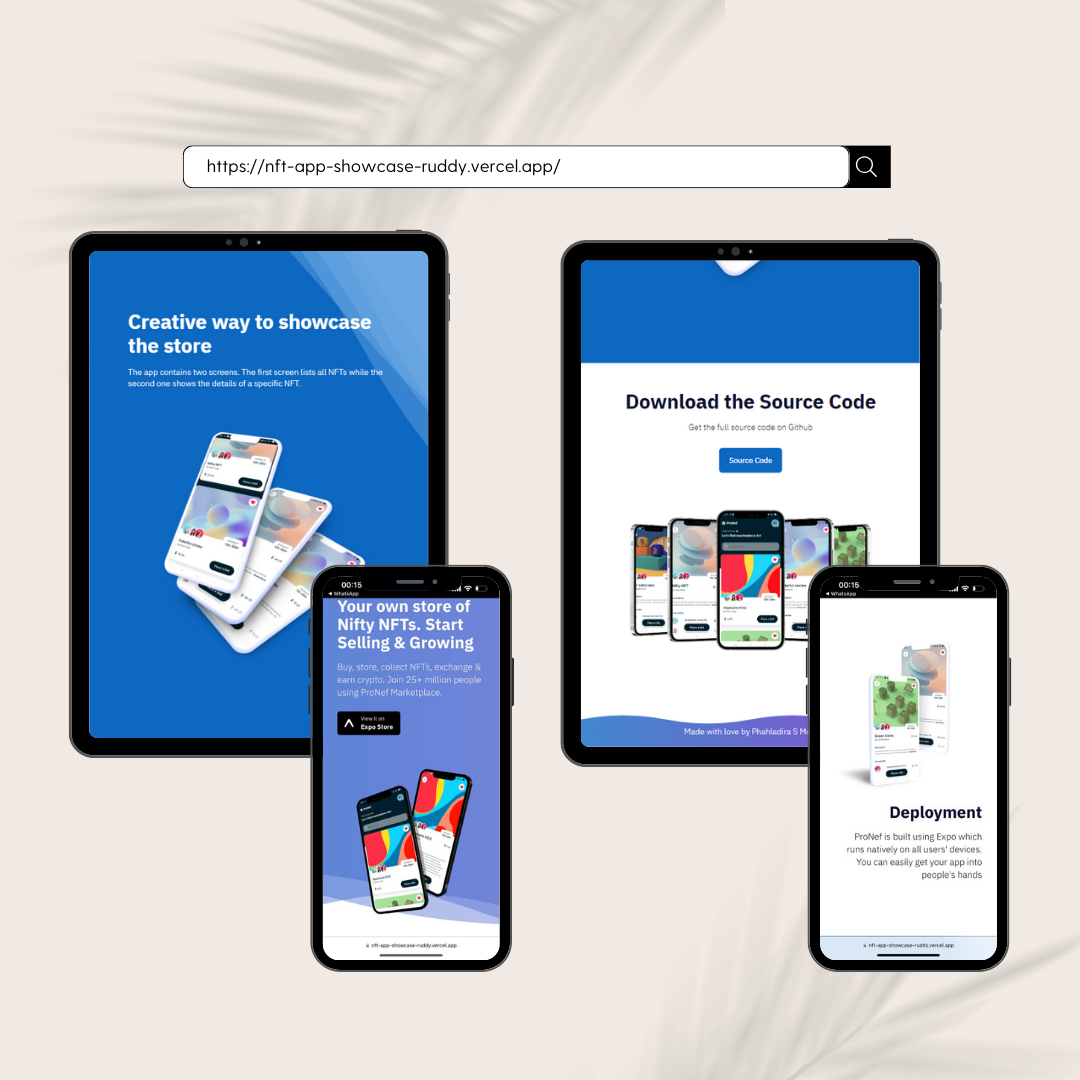 https://nft-app-showcase-ruddy.vercel.app/
Creative way to showcase
the store
The app contains two screens. The first screen lists all NFTs while the
second one shows the details of a specific NFT.
Place a bid
00:15
WhatsApp
Your own store of
Nifty NFTs. Start
Selling & Growing
Buy, store, collect NFTs, exchange &
earn crypto. Join 25+ million people
using ProNef Marketplace.
View it on
Expo Store
nft-app-showcase-ruddy.vercel.app
Download the Source Code
Get the full source code on Github
Source Code
ProNef
Place a bid
Made with love by Phahladira S
00:15
WhatsApp
Deployment
ProNef is built using Expo which
runs natively on all users' devices.
You can easily get your app into
people's hands
nft-app-showcase-ruddy.vercel.app